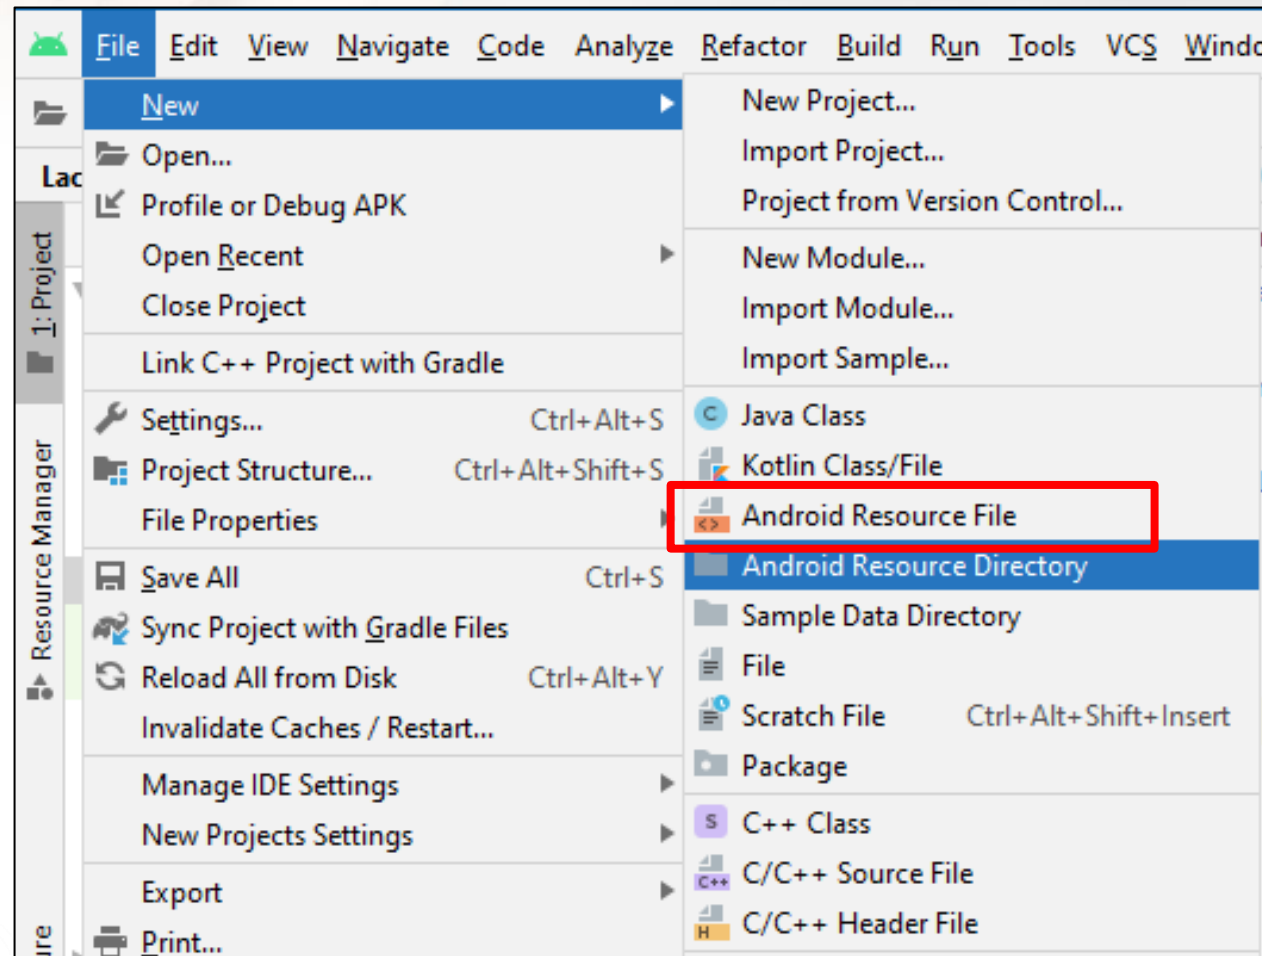 File Edit View Navigate Code Analyze Refactor Build Run Tools VCS
New
Open...
Lac
Profile or Debug APK
Open Recent
Close Project
Link C++ Project with Gradle
Settings... Ctrl+Alt+S
Project Structure... Ctrl+Alt+Shift+S
File Properties
Save All Ctrl+S
Sync Project with Gradle Files
Reload All from Disk Ctrl+Alt+Y
Invalidate Caches / Restart...
Manage IDE Settings
New Projects Settings
Export
Print...
New Project...
Import Project...
Project from Version Control...
New Module...
Import Module...
Import Sample...
C Java Class
Kotlin Class/File
<> Android Resource File
Android Resource Directory
Sample Data Directory
File
Scratch File Ctrl+Alt+Shift+Insert
Package
S C++ Class
C++ C/C++ Source File
H C/C++ Header File
1: Project
Resource Manager
ure